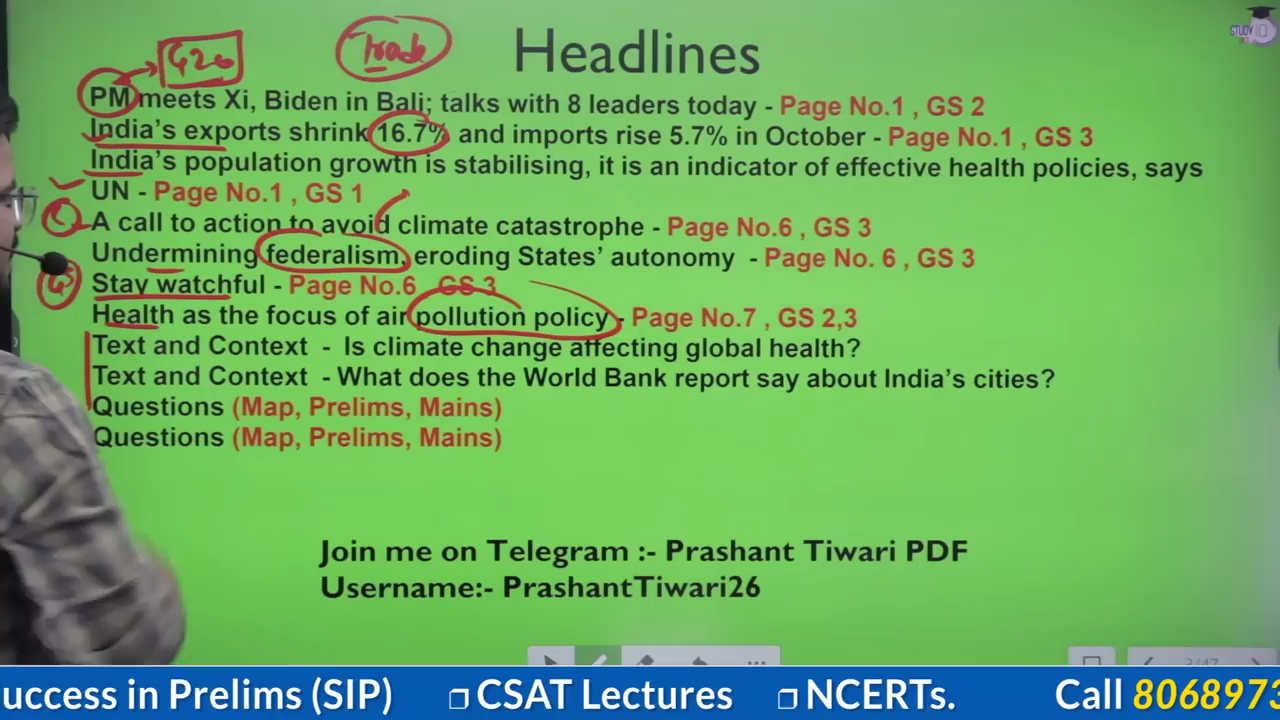 STUDY IQ
G20
Trade
Headlines
PM meets Xi, Biden in Bali; talks with 8 leaders today - Page No.1 , GS 2
India's exports shrink 16.7% and imports rise 5.7% in October - Page No.1 , GS 3
India's population growth is stabilising, it is an indicator of effective health policies, says
UN - Page No.1 , GS 1
A call to action to avoid climate catastrophe - Page No.6 , GS 3
Undermining federalism, eroding States' autonomy - Page No. 6 , GS 3
Stay watchful - Page No.6 GS 3
Health as the focus of air pollution policy - Page No.7 , GS 2,3
Text and Context - Is climate change affecting global health?
Text and Context - What does the World Bank report say about India's cities?
Questions (Map, Prelims, Mains)
Questions (Map, Prelims, Mains)
Join me on Telegram :- Prashant Tiwari PDF
Username:- PrashantTiwari26
uccess in Prelims (SIP) ❐ CSAT Lectures ❐ NCERTs. Call 8068973